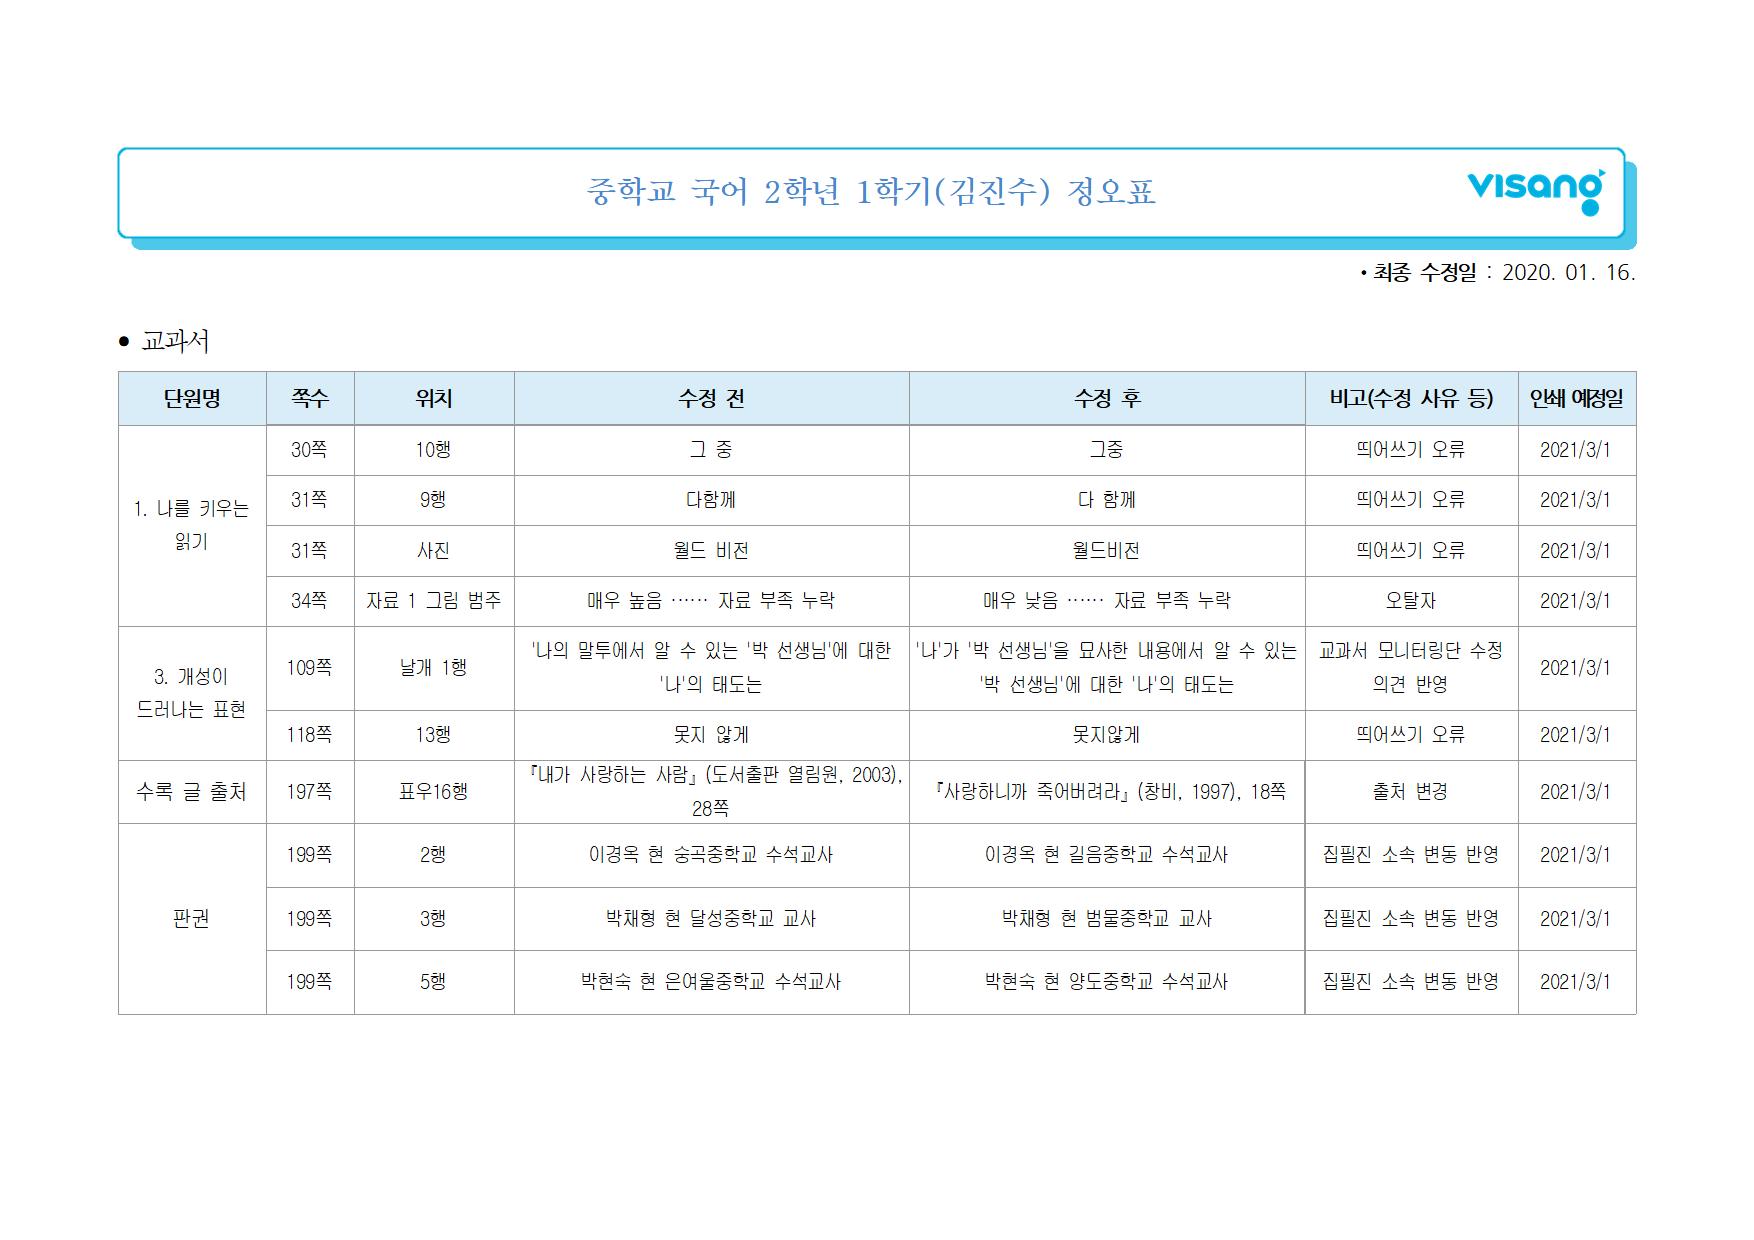 중학교 국어 2학년 1학기(김진수) 정오표
visang
• 최종 수정일 : 2020. 01. 16.
● 교과서
단원명 쪽수 위치 수정 전 수정 후 비고(수정 사유 등) 인쇄 예정일
1. 나를 키우는
읽기
30쪽 10행 그 중 그중 띄어쓰기 오류 2021/3/1
31쪽 9행 다함께 다 함께 띄어쓰기 오류 2021/3/1
31쪽 사진 월드 비전 월드비전 띄어쓰기 오류 2021/3/1
34쪽 자료 1 그림 범주 매우 높음 …… 자료 부족 누락 매우 낮음 …… 자료 부족 누락 오탈자 2021/3/1
3. 개성이
드러나는 표현
109쪽 날개 1행 '나의 말투에서 알 수 있는 '박 선생님'에 대한
'나'의 태도는
'나'가 '박 선생님'을 묘사한 내용에서 알 수 있는
'박 선생님'에 대한 '나'의 태도는
교과서 모니터링단 수정
의견 반영
2021/3/1
118쪽 13행 못지 않게 못지않게 띄어쓰기 오류 2021/3/1
수록 글 출처 197쪽 표우16행 『내가 사랑하는 사람』(도서출판 열림원, 2003),
28쪽
『사랑하니까 죽어버려라』(창비, 1997), 18쪽 출처 변경 2021/3/1
판권
199쪽 2행 이경옥 현 숭곡중학교 수석교사 이경옥 현 길음중학교 수석교사 집필진 소속 변동 반영 2021/3/1
199쪽 3행 박채형 현 달성중학교 교사 박채형 현 범물중학교 교사 집필진 소속 변동 반영 2021/3/1
199쪽 5행 박현숙 현 은여울중학교 수석교사 박현숙 현 양도중학교 수석교사 집필진 소속 변동 반영 2021/3/1